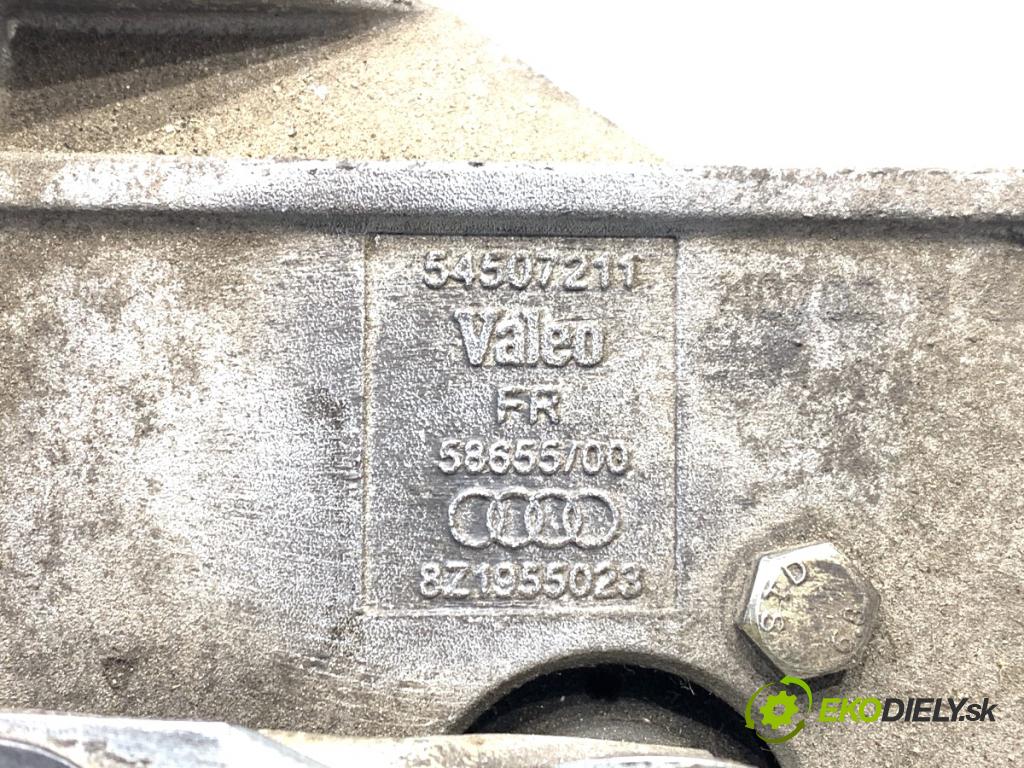 54507211
Valeo
FR
58655/00
8Z1955023
EKODIELY.sk